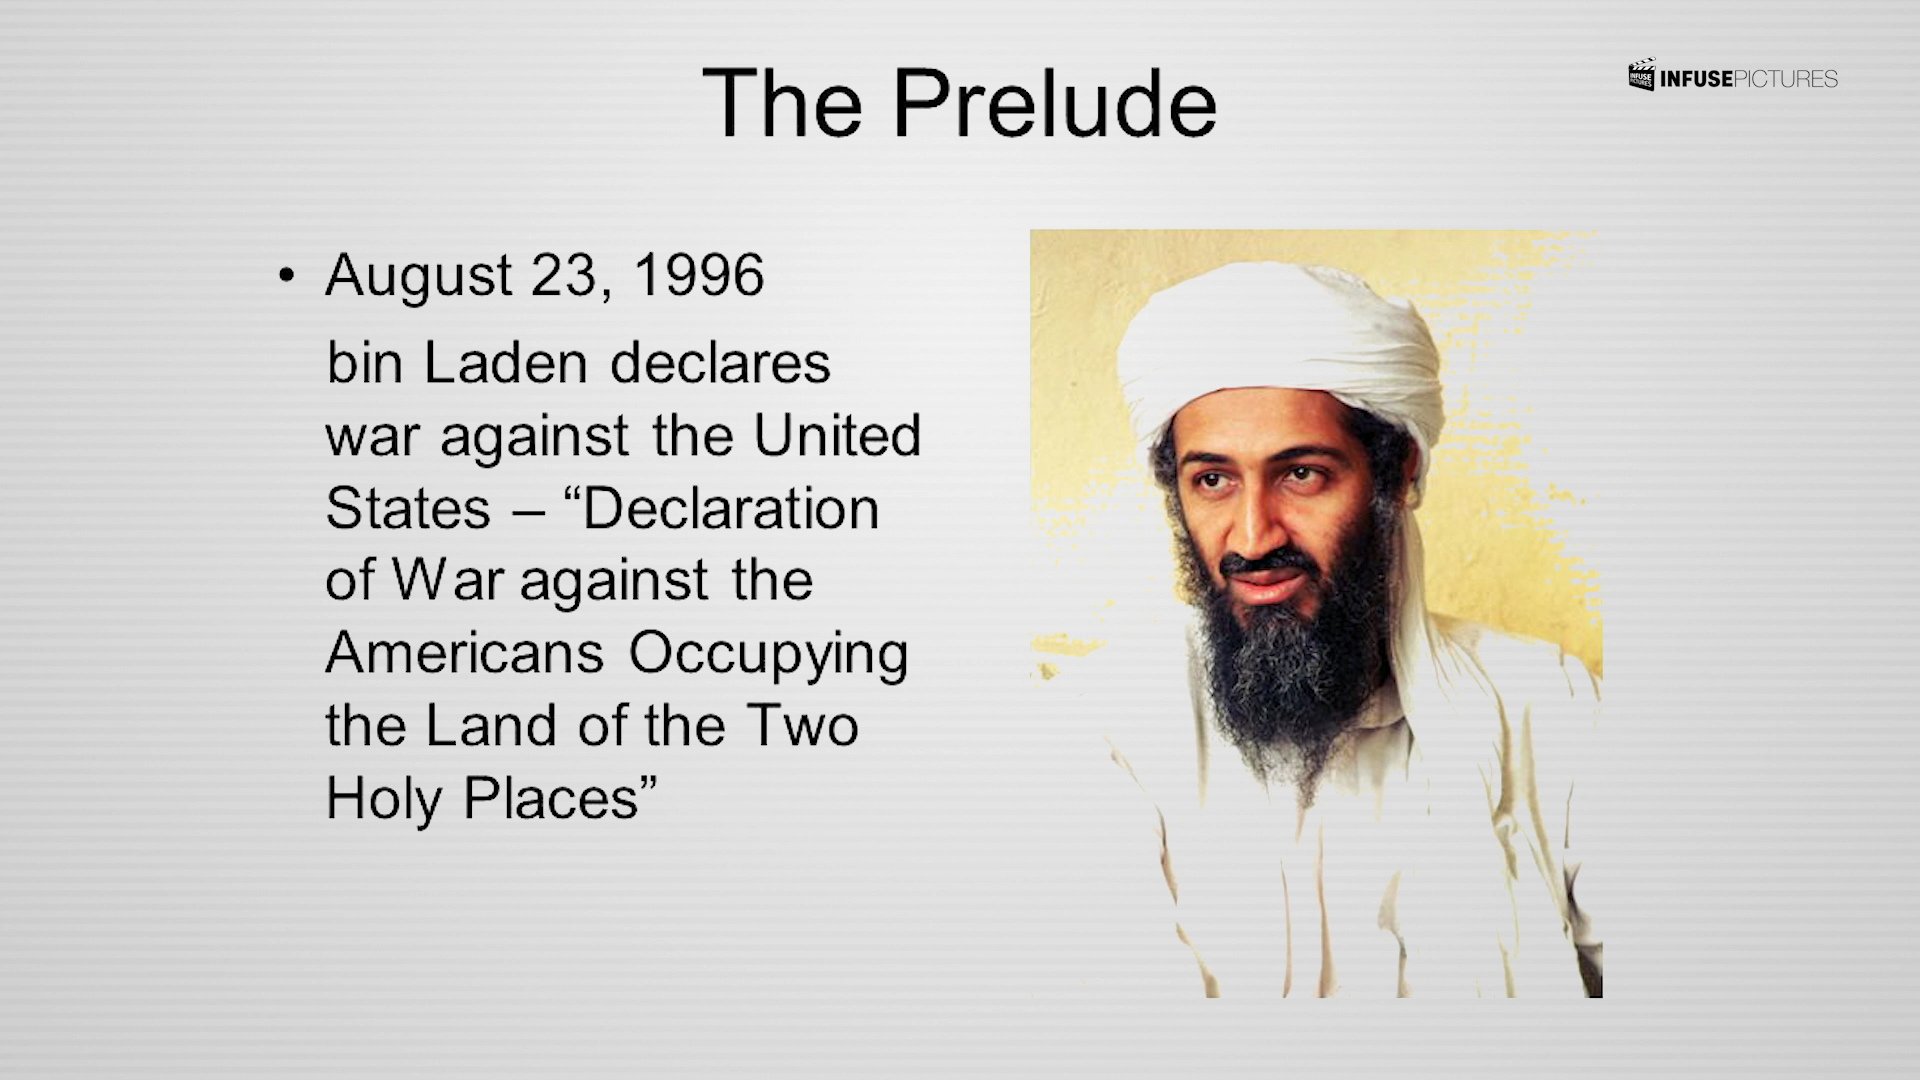 The Prelude
INFUSEPICTURES
• August 23, 1996
bin Laden declares
war against the United
States – “Declaration
of War against the
Americans Occupying
the Land of the Two
Holy Places”